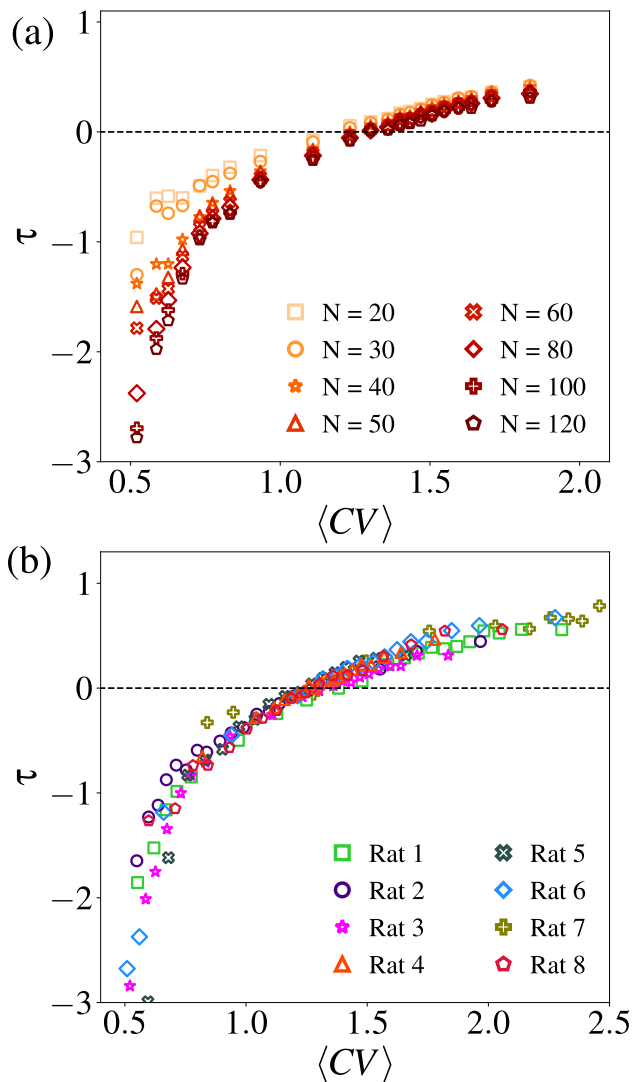 (a)
1
0
−1
−2
−3
τ
N = 20 N = 60
N = 30 N = 80
N = 40 N = 100
N = 50 N = 120
0.5 1.0 1.5 2.0
⟨CV⟩
(b)
1
0
−1
−2
−3
τ
Rat 1 Rat 5
Rat 2 Rat 6
Rat 3 Rat 7
Rat 4 Rat 8
0.5 1.0 1.5 2.0 2.5
⟨CV⟩